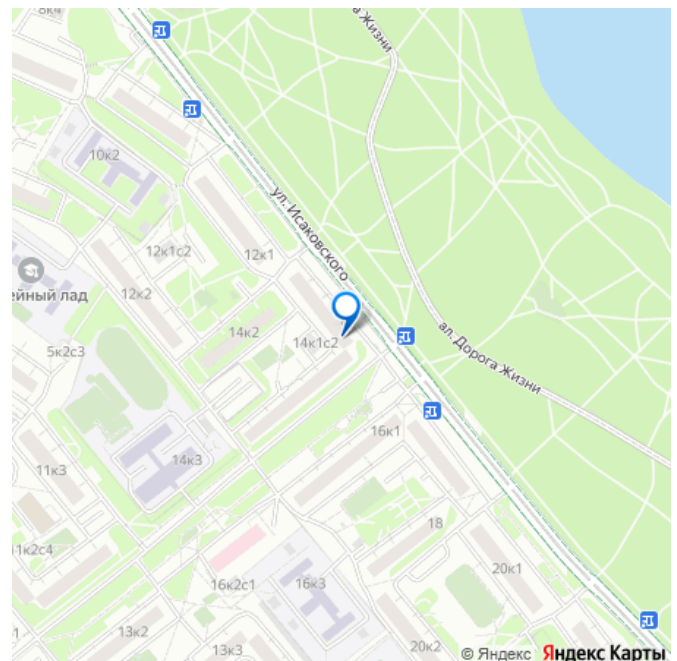 8к4
а Жизни
10к2
ул. Исаковского
12к1с2
12к1
ейный лад
12к2
14к2
14к1с2
ал. Дорога Жизни
5к2с3
16к1
14к3
11к3
18
1к2с4
20к1
16к2с1
16к3
13к2
13к3
20к2
© Яндекс Яндекс Карты